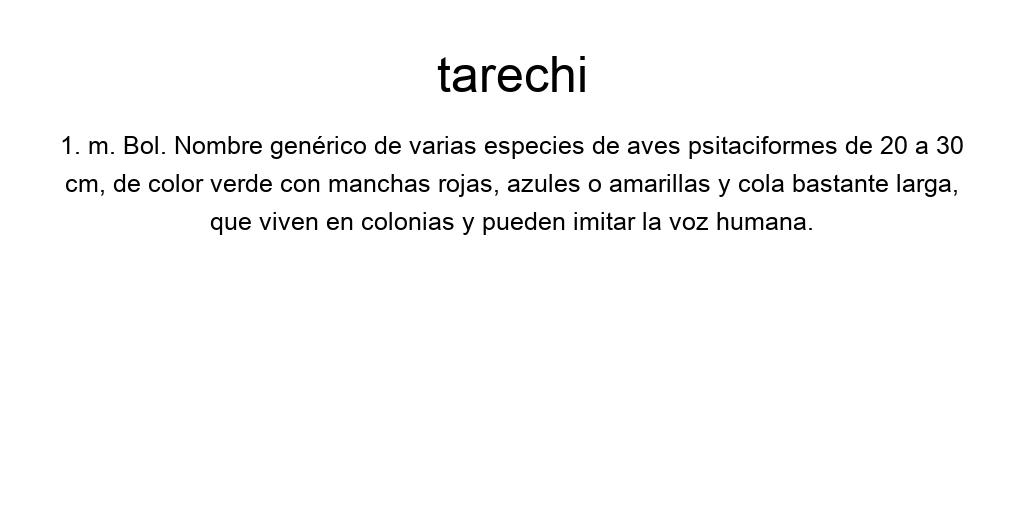 tarechi
1. m. Bol. Nombre genérico de varias especies de aves psitaciformes de 20 a 30
cm, de color verde con manchas rojas, azules o amarillas y cola bastante larga,
que viven en colonias y pueden imitar la voz humana.